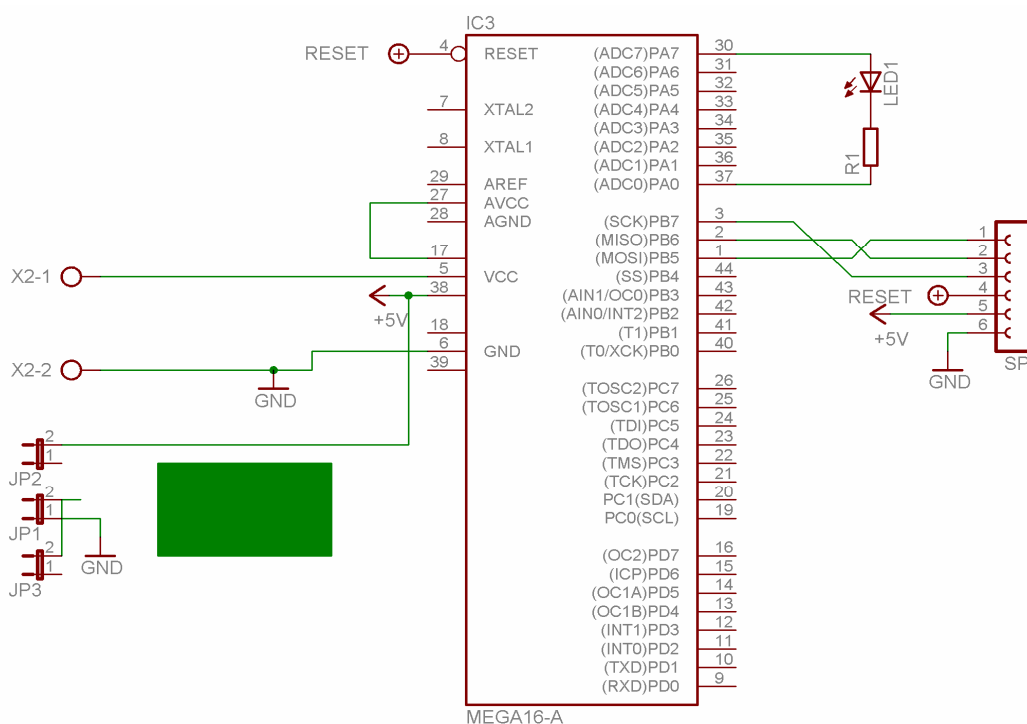 IC3
RESET
4
RESET
7
XTAL2
8
XTAL1
29
AREF
27
AVCC
28
AGND
17
X2-1
5
VCC
38
+5V
18
X2-2
6
GND
39
GND
2
1
JP2
2
1
JP1
2
1
JP3
GND
(ADC7)PA7 30
(ADC6)PA6 31
(ADC5)PA5 32
(ADC4)PA4 33
(ADC3)PA3 34
(ADC2)PA2 35
(ADC1)PA1 36
(ADC0)PA0 37
LED1
R1
(SCK)PB7 3
(MISO)PB6 2
(MOSI)PB5 1
(SS)PB4 44
(AIN1/OC0)PB3 43
(AIN0/INT2)PB2 42
(T1)PB1 41
(T0/XCK)PB0 40
1
2
3
RESET 4
5
+5V
6
GND
SP
(TOSC2)PC7 26
(TOSC1)PC6 25
(TDI)PC5 24
(TDO)PC4 23
(TMS)PC3 22
(TCK)PC2 21
PC1(SDA) 20
PC0(SCL) 19
(OC2)PD7 16
(ICP)PD6 15
(OC1A)PD5 14
(OC1B)PD4 13
(INT1)PD3 12
(INT0)PD2 11
(TXD)PD1 10
(RXD)PD0 9
MEGA16-A